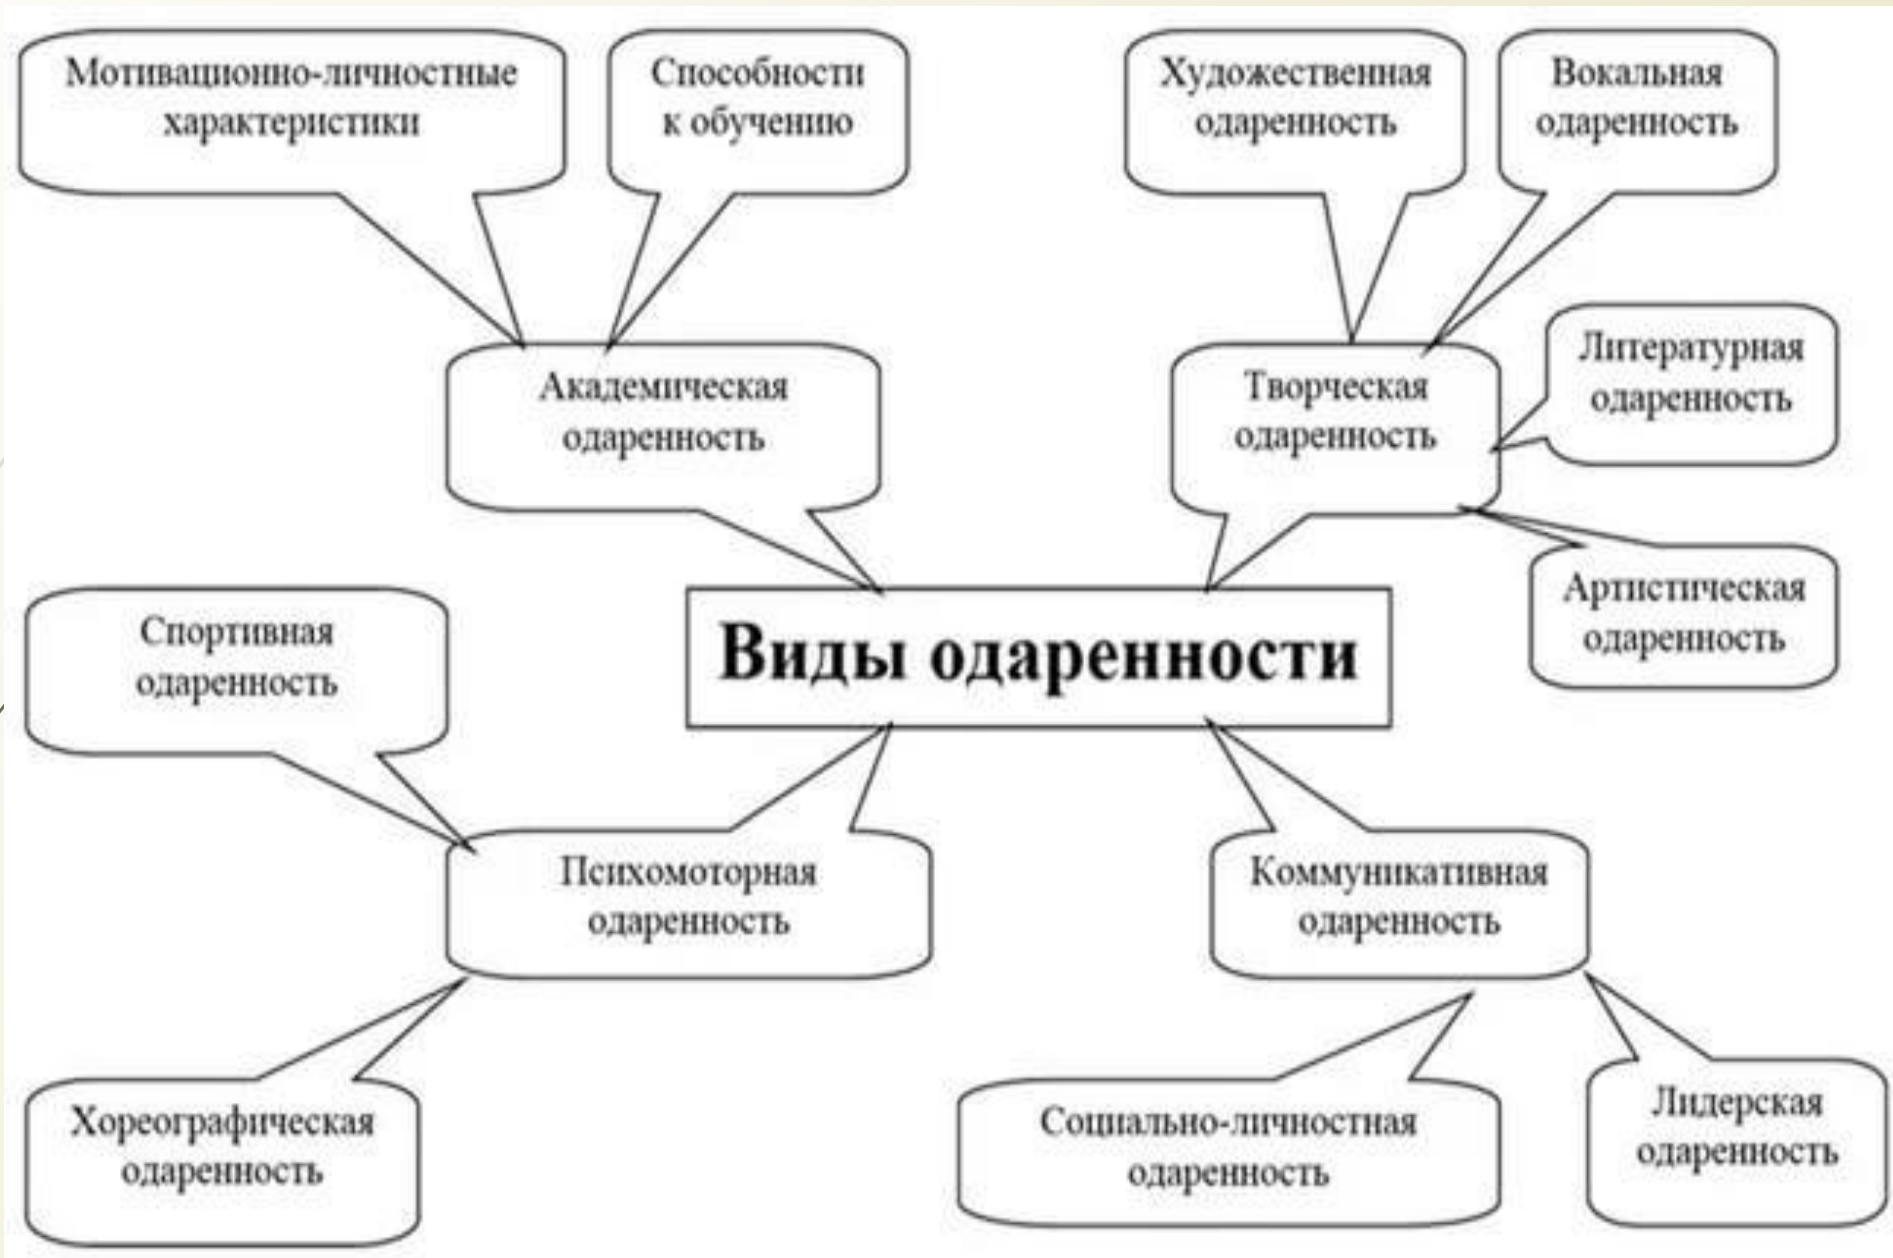 Мотивационно-личностные
характеристики
Способности
к обучению
Художественная
одаренность
Вокальная
одаренность
Литературная
одаренность
Академическая
одаренность
Творческая
одаренность
Артистическая
одаренность
Спортивная
одаренность
Виды одаренности
Психомоторная
одаренность
Коммуникативная
одаренность
Хореографическая
одаренность
Социально-личностная
одаренность
Лидерская
одаренность